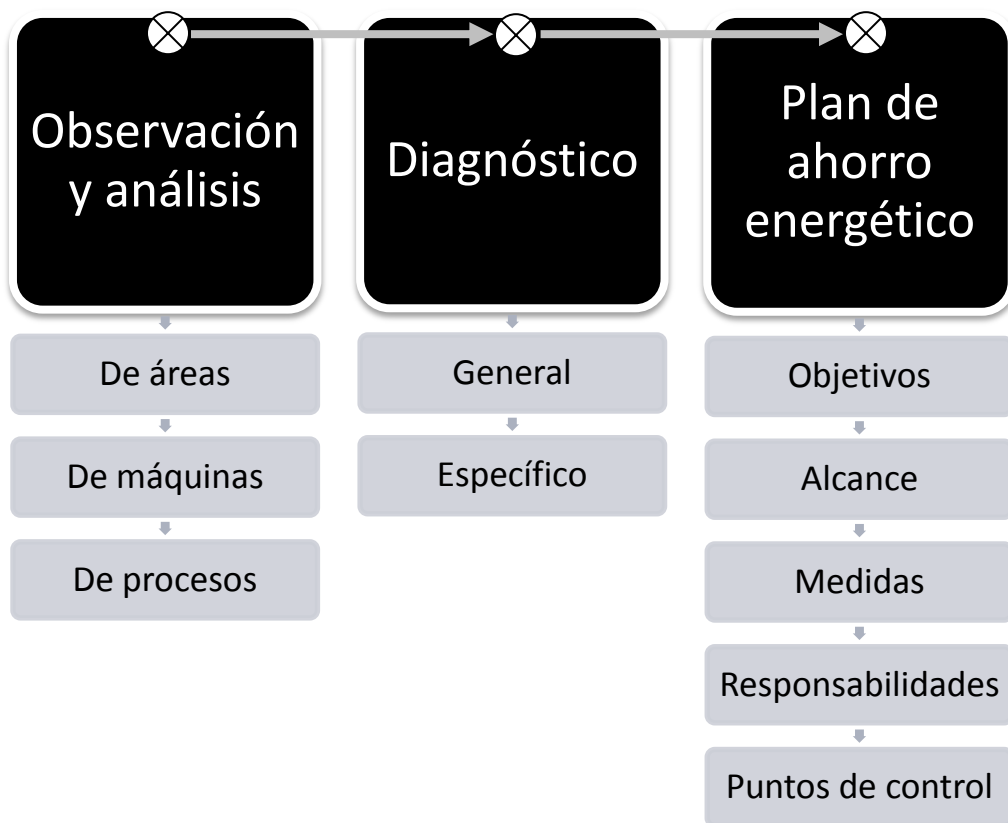 Observación
y análisis
De áreas
De máquinas
De procesos
Diagnóstico
General
Específico
Plan de
ahorro
energético
Objetivos
Alcance
Medidas
Responsabilidades
Puntos de control